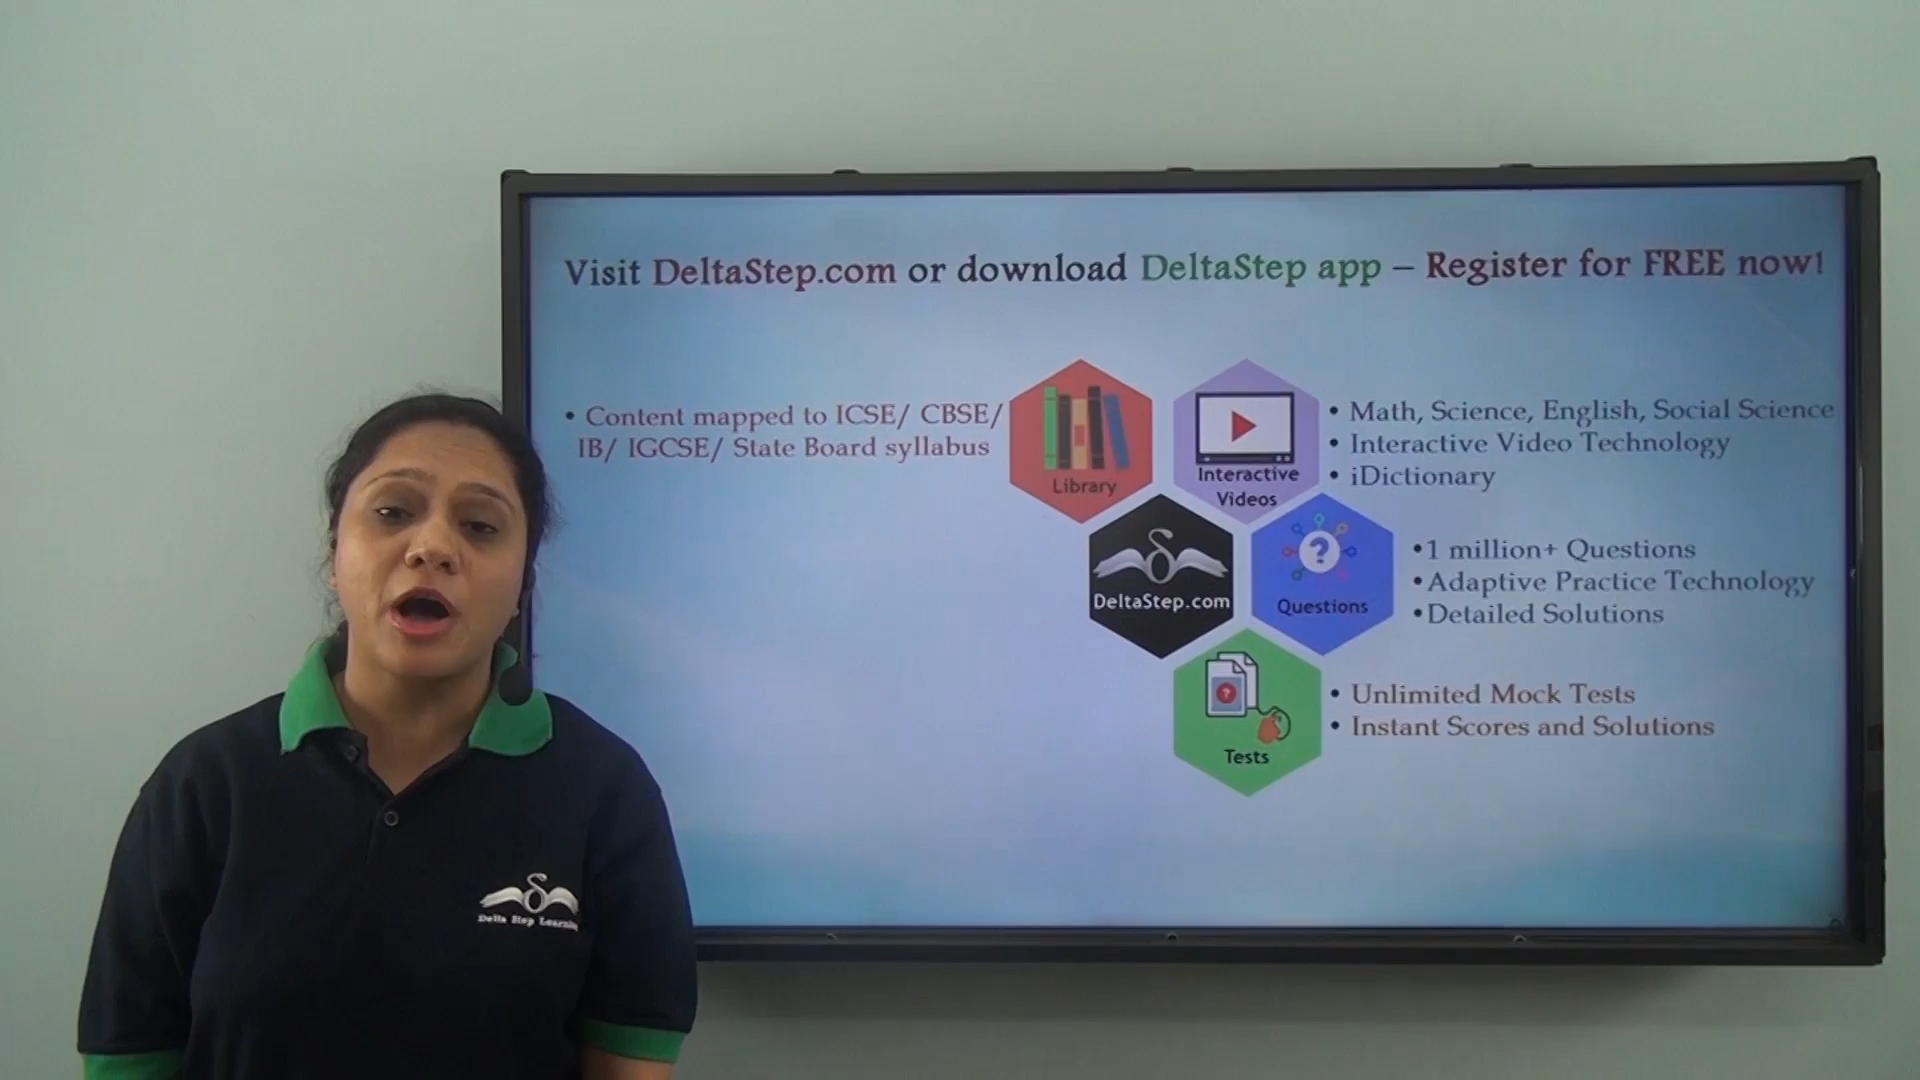 Visit DeltaStep.com or download DeltaStep app – Register for FREE now!
• Content mapped to ICSE/ CBSE/
IB/ IGCSE/ State Board syllabus
Library
Interactive
Videos
• Math, Science, English, Social Science
• Interactive Video Technology
• iDictionary
DeltaStep.com
Questions
•1 million+ Questions
•Adaptive Practice Technology
•Detailed Solutions
Tests
• Unlimited Mock Tests
• Instant Scores and Solutions
Delta Step Learning